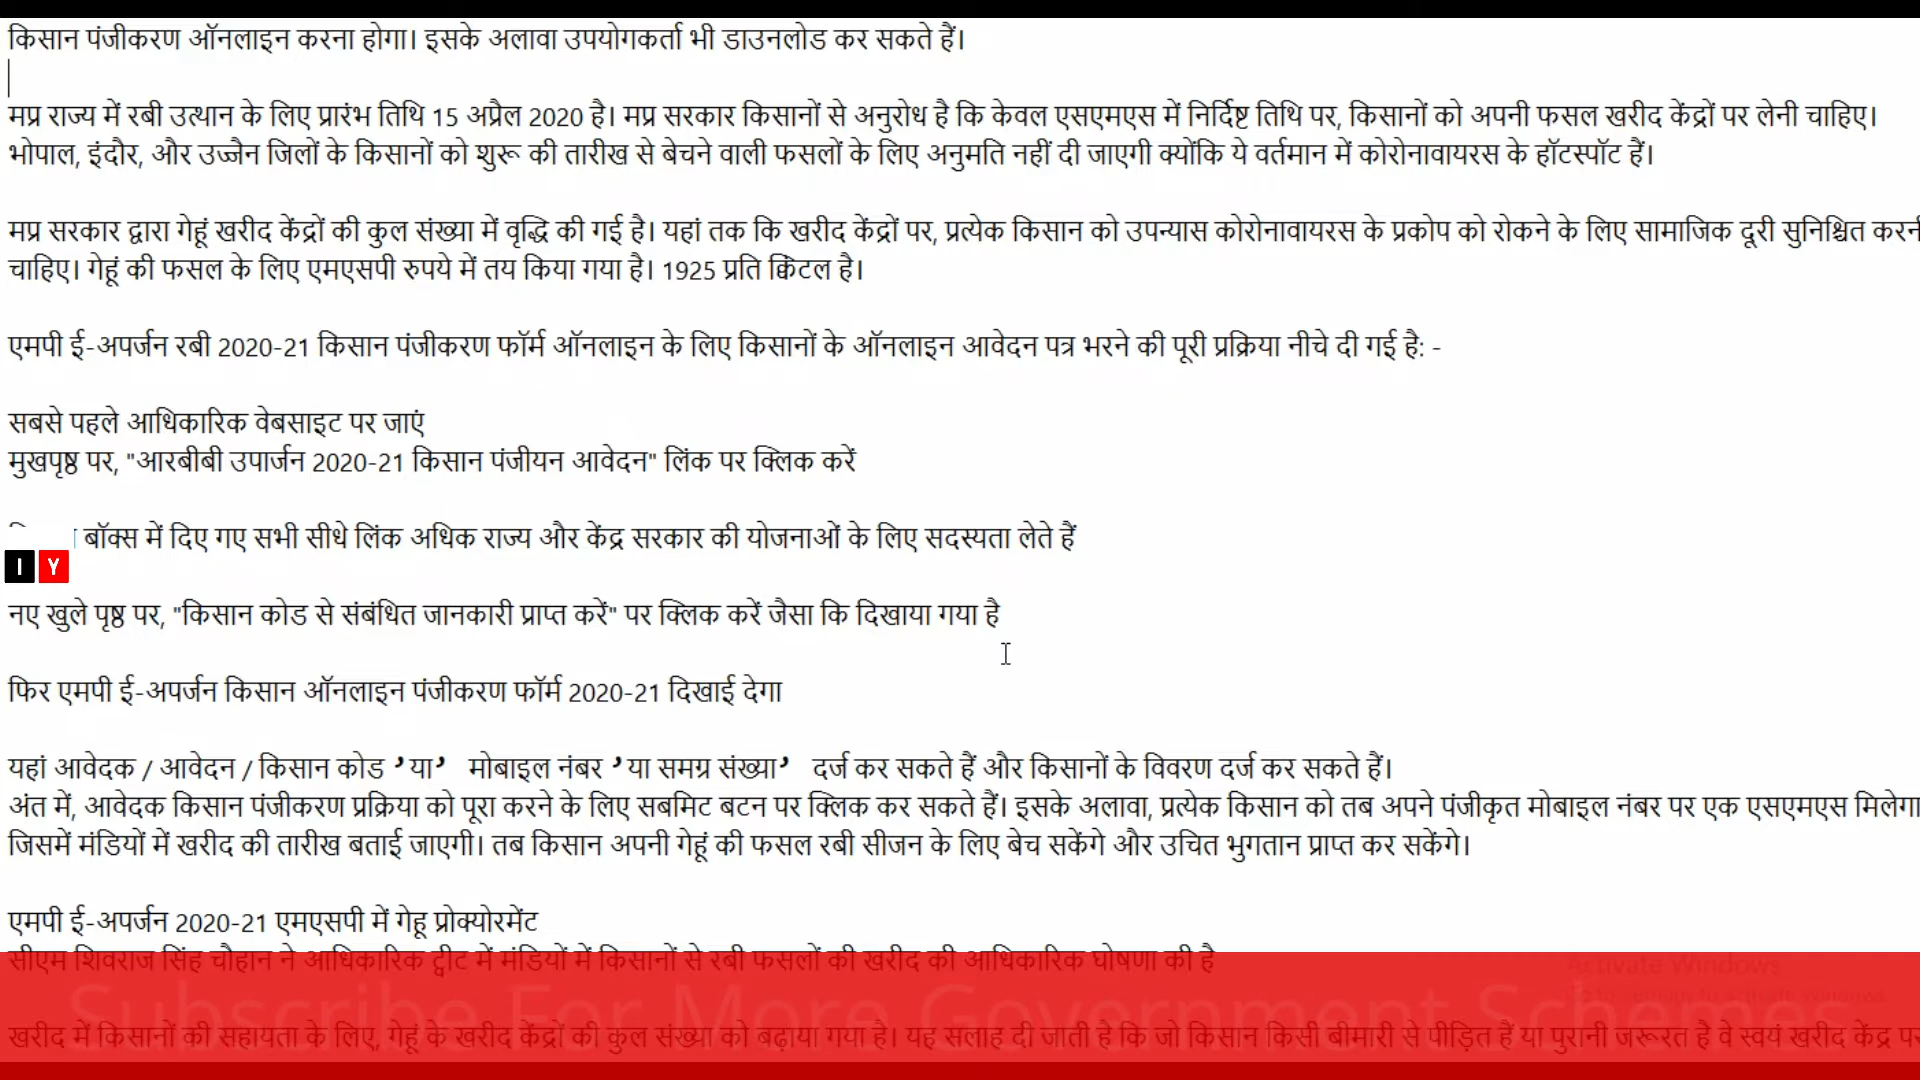 किसान पंजीकरण ऑनलाइन करना होगा। इसके अलावा उपयोगकर्ता भी डाउनलोड कर सकते हैं।
मप्र राज्य में रबी उत्थान के लिए प्रारंभ तिथि 15 अप्रैल 2020 है। मप्र सरकार किसानों से अनुरोध है कि केवल एसएमएस में निर्दिष्ट तिथि पर, किसानों को अपनी फसल खरीद केंद्रों पर लेनी चाहिए।
भोपाल, इंदौर, और उज्जैन जिलों के किसानों को शुरू की तारीख से बेचने वाली फसलों के लिए अनुमति नहीं दी जाएगी क्योंकि ये वर्तमान में कोरोनावायरस के हॉटस्पॉट हैं।
मप्र सरकार द्वारा गेहूं खरीद केंद्रों की कुल संख्या में वृद्धि की गई है। यहां तक कि खरीद केंद्रों पर, प्रत्येक किसान को उपन्यास कोरोनावायरस के प्रकोप को रोकने के लिए सामाजिक दूरी सुनिश्चित करनी
चाहिए। गेहूं की फसल के लिए एमएसपी रुपये में तय किया गया है। 1925 प्रति क्विंटल है।
एमपी ई-अपर्जन रबी 2020-21 किसान पंजीकरण फॉर्म ऑनलाइन के लिए किसानों के ऑनलाइन आवेदन पत्र भरने की पूरी प्रक्रिया नीचे दी गई है: -
सबसे पहले आधिकारिक वेबसाइट पर जाएं
मुखपृष्ठ पर, "आरबीबी उपार्जन 2020-21 किसान पंजीयन आवेदन" लिंक पर क्लिक करें
बॉक्स में दिए गए सभी सीधे लिंक अधिक राज्य और केंद्र सरकार की योजनाओं के लिए सदस्यता लेते हैं
I Y
नए खुले पृष्ठ पर, "किसान कोड से संबंधित जानकारी प्राप्त करें" पर क्लिक करें जैसा कि दिखाया गया है
फिर एमपी ई-अपर्जन किसान ऑनलाइन पंजीकरण फॉर्म 2020-21 दिखाई देगा
यहां आवेदक / आवेदन / किसान कोड ’या’ मोबाइल नंबर ’या समग्र संख्या’ दर्ज कर सकते हैं और किसानों के विवरण दर्ज कर सकते हैं।
अंत में, आवेदक किसान पंजीकरण प्रक्रिया को पूरा करने के लिए सबमिट बटन पर क्लिक कर सकते हैं। इसके अलावा, प्रत्येक किसान को तब अपने पंजीकृत मोबाइल नंबर पर एक एसएमएस मिलेगा
जिसमें मंडियों में खरीद की तारीख बताई जाएगी। तब किसान अपनी गेहूं की फसल रबी सीजन के लिए बेच सकेंगे और उचित भुगतान प्राप्त कर सकेंगे।
एमपी ई-अपर्जन 2020-21 एमएसपी में गेहू प्रोक्योरमेंट
सीएम शिवराज सिंह चौहान ने आधिकारिक ट्वीट में मंडियों में किसानों से रबी फसलों की खरीद की आधिकारिक घोषणा की है
Activate Windows
Subscribe For More Government Schemes
खरीद में किसानों की सहायता के लिए, गेहूं के खरीद केंद्रों की कुल संख्या को बढ़ाया गया है। यह सलाह दी जाती है कि जो किसान किसी बीमारी से पीड़ित हैं या पुरानी जरूरत है वे स्वयं खरीद केंद्र पर